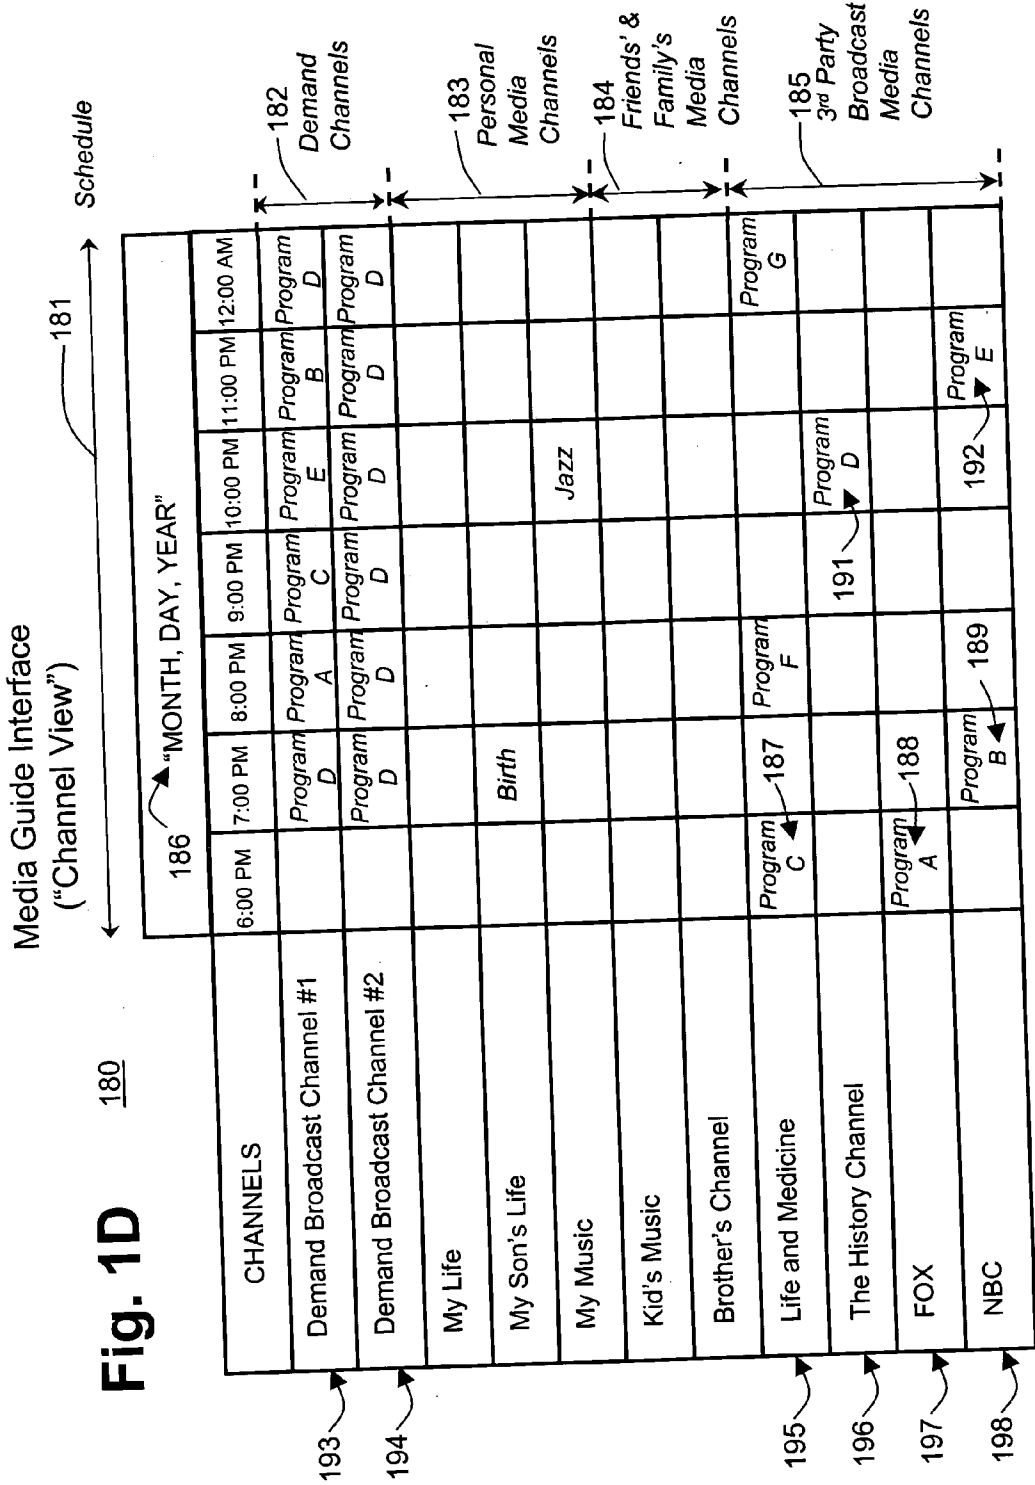 Fig. 1D
180
Media Guide Interface
("Channel View")
181
Schedule
186
"MONTH, DAY, YEAR"
CHANNELS 6:00 PM 7:00 PM 8:00 PM 9:00 PM 10:00 PM 11:00 PM 12:00 AM
193 Demand Broadcast Channel #1 Program D Program A Program C Program E Program B Program D
194 Demand Broadcast Channel #2 Program D Program D Program D Program D Program D Program D
My Life
My Son's Life Birth
My Music Jazz
Kid's Music
Brother's Channel
195 Life and Medicine Program C 187 Program F Program G
196 The History Channel 191 Program D
197 FOX Program A 188
198 NBC Program B 189 192 Program E
182
Demand
Channels
183
Personal
Media
Channels
184
Friends' &
Family's
Media
Channels
185
3rd Party
Broadcast
Media
Channels